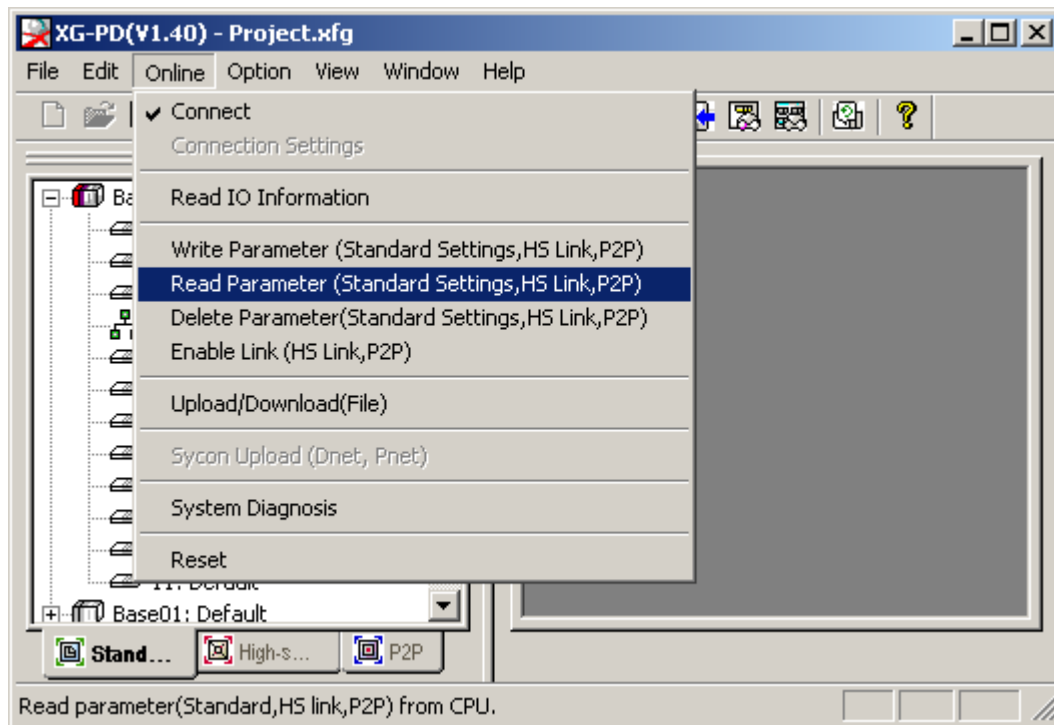 XG-PD(V1.40) - Project.xfg
File Edit Online Option View Window Help
Connect
Connection Settings
Read IO Information
Write Parameter (Standard Settings,HS Link,P2P)
Read Parameter (Standard Settings,HS Link,P2P)
Delete Parameter(Standard Settings,HS Link,P2P)
Enable Link (HS Link,P2P)
Upload/Download(File)
Sycon Upload (Dnet, Pnet)
System Diagnosis
Reset
Ba
11: Default
Base01: Default
Stand... High-s... P2P
Read parameter(Standard,HS link,P2P) from CPU.